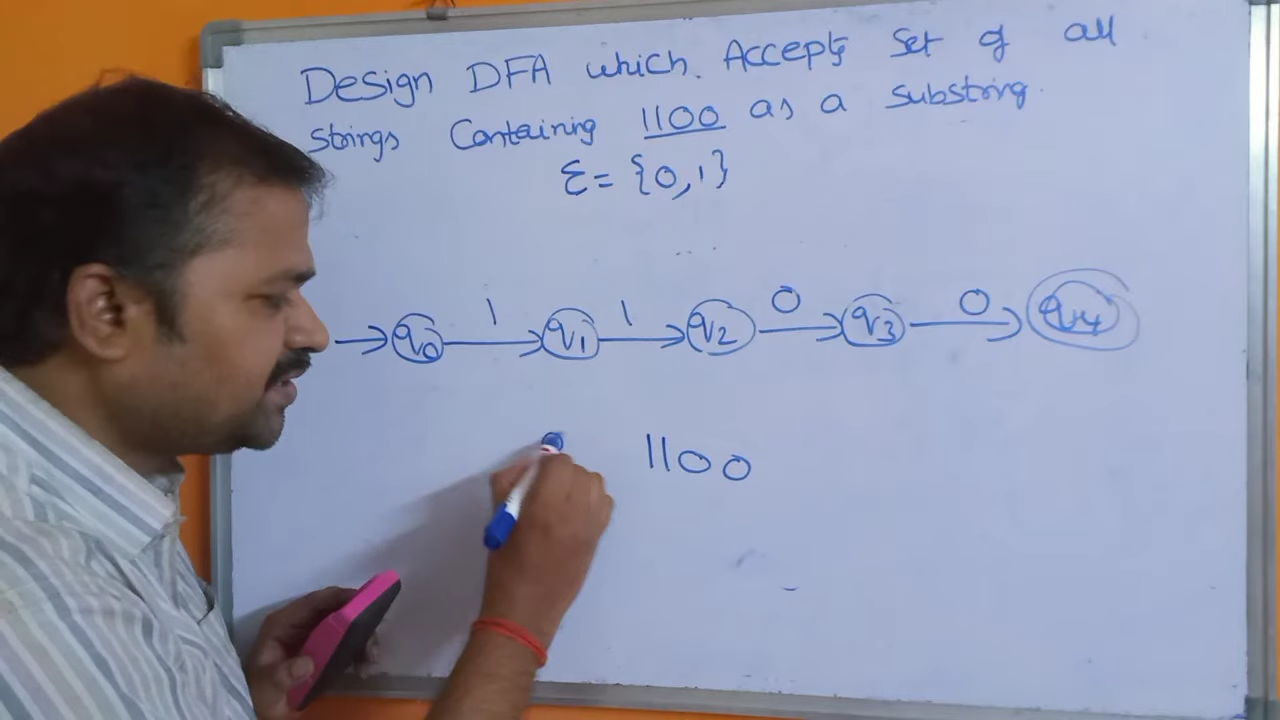 Design DFA which Accepts Set of all
strings Containing 1100 as a Substring.
Ɛ= {0,1}
1 1 0 0
q0 q1 q2 q3 q4
1100